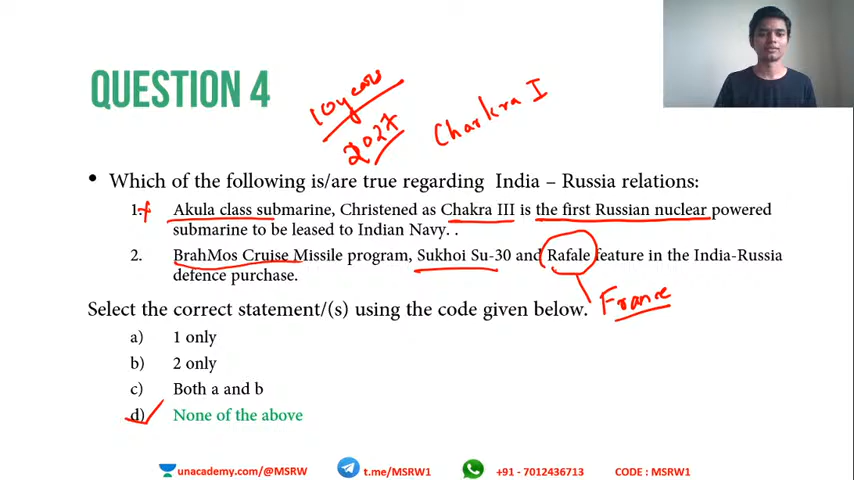 QUESTION 4
10 years
2027
Charkra I
• Which of the following is/are true regarding India – Russia relations:
1. Akula class submarine, Christened as Chakra III is the first Russian nuclear powered
submarine to be leased to Indian Navy. .
2. BrahMos Cruise Missile program, Sukhoi Su-30 and Rafale feature in the India-Russia
defence purchase.
France
Select the correct statement/(s) using the code given below.
a) 1 only
b) 2 only
c) Both a and b
d) None of the above
unacademy.com/@MSRW t.me/MSRW1 +91 - 7012436713 CODE : MSRW1